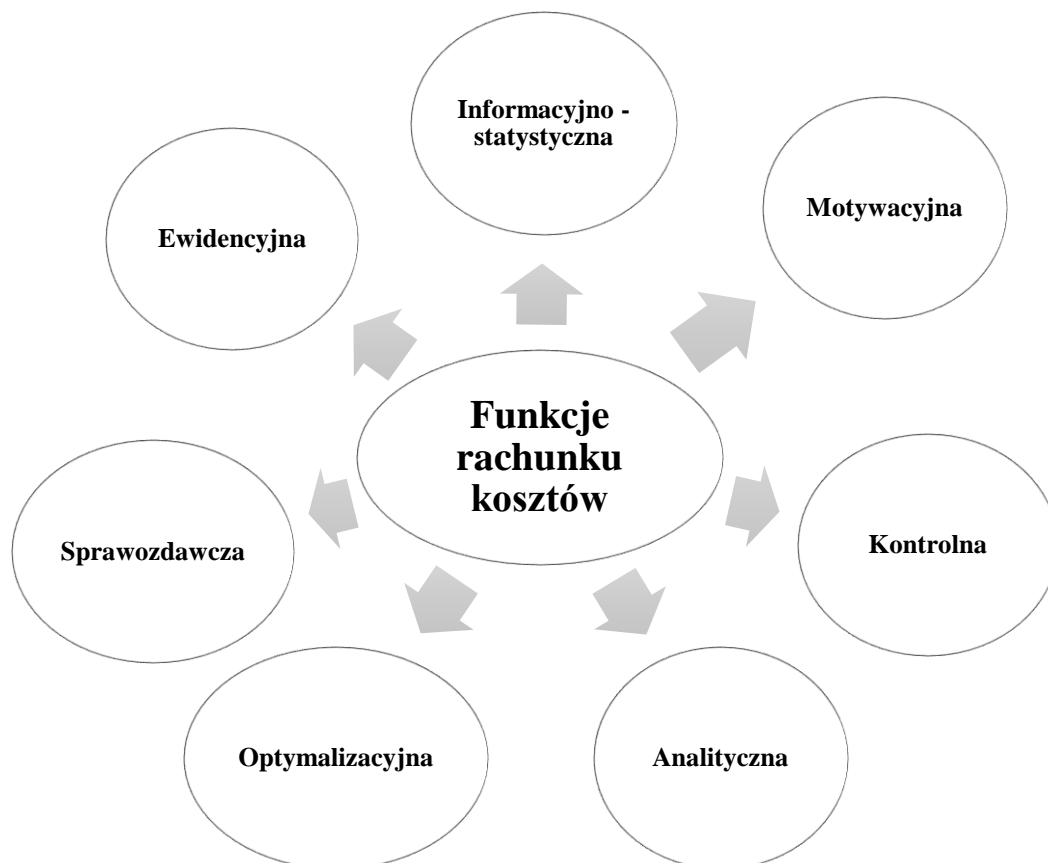 Informacyjno -
statystyczna
Motywacyjna
Ewidencyjna
Funkcje
rachunku
kosztów
Sprawozdawcza
Kontrolna
Optymalizacyjna
Analityczna